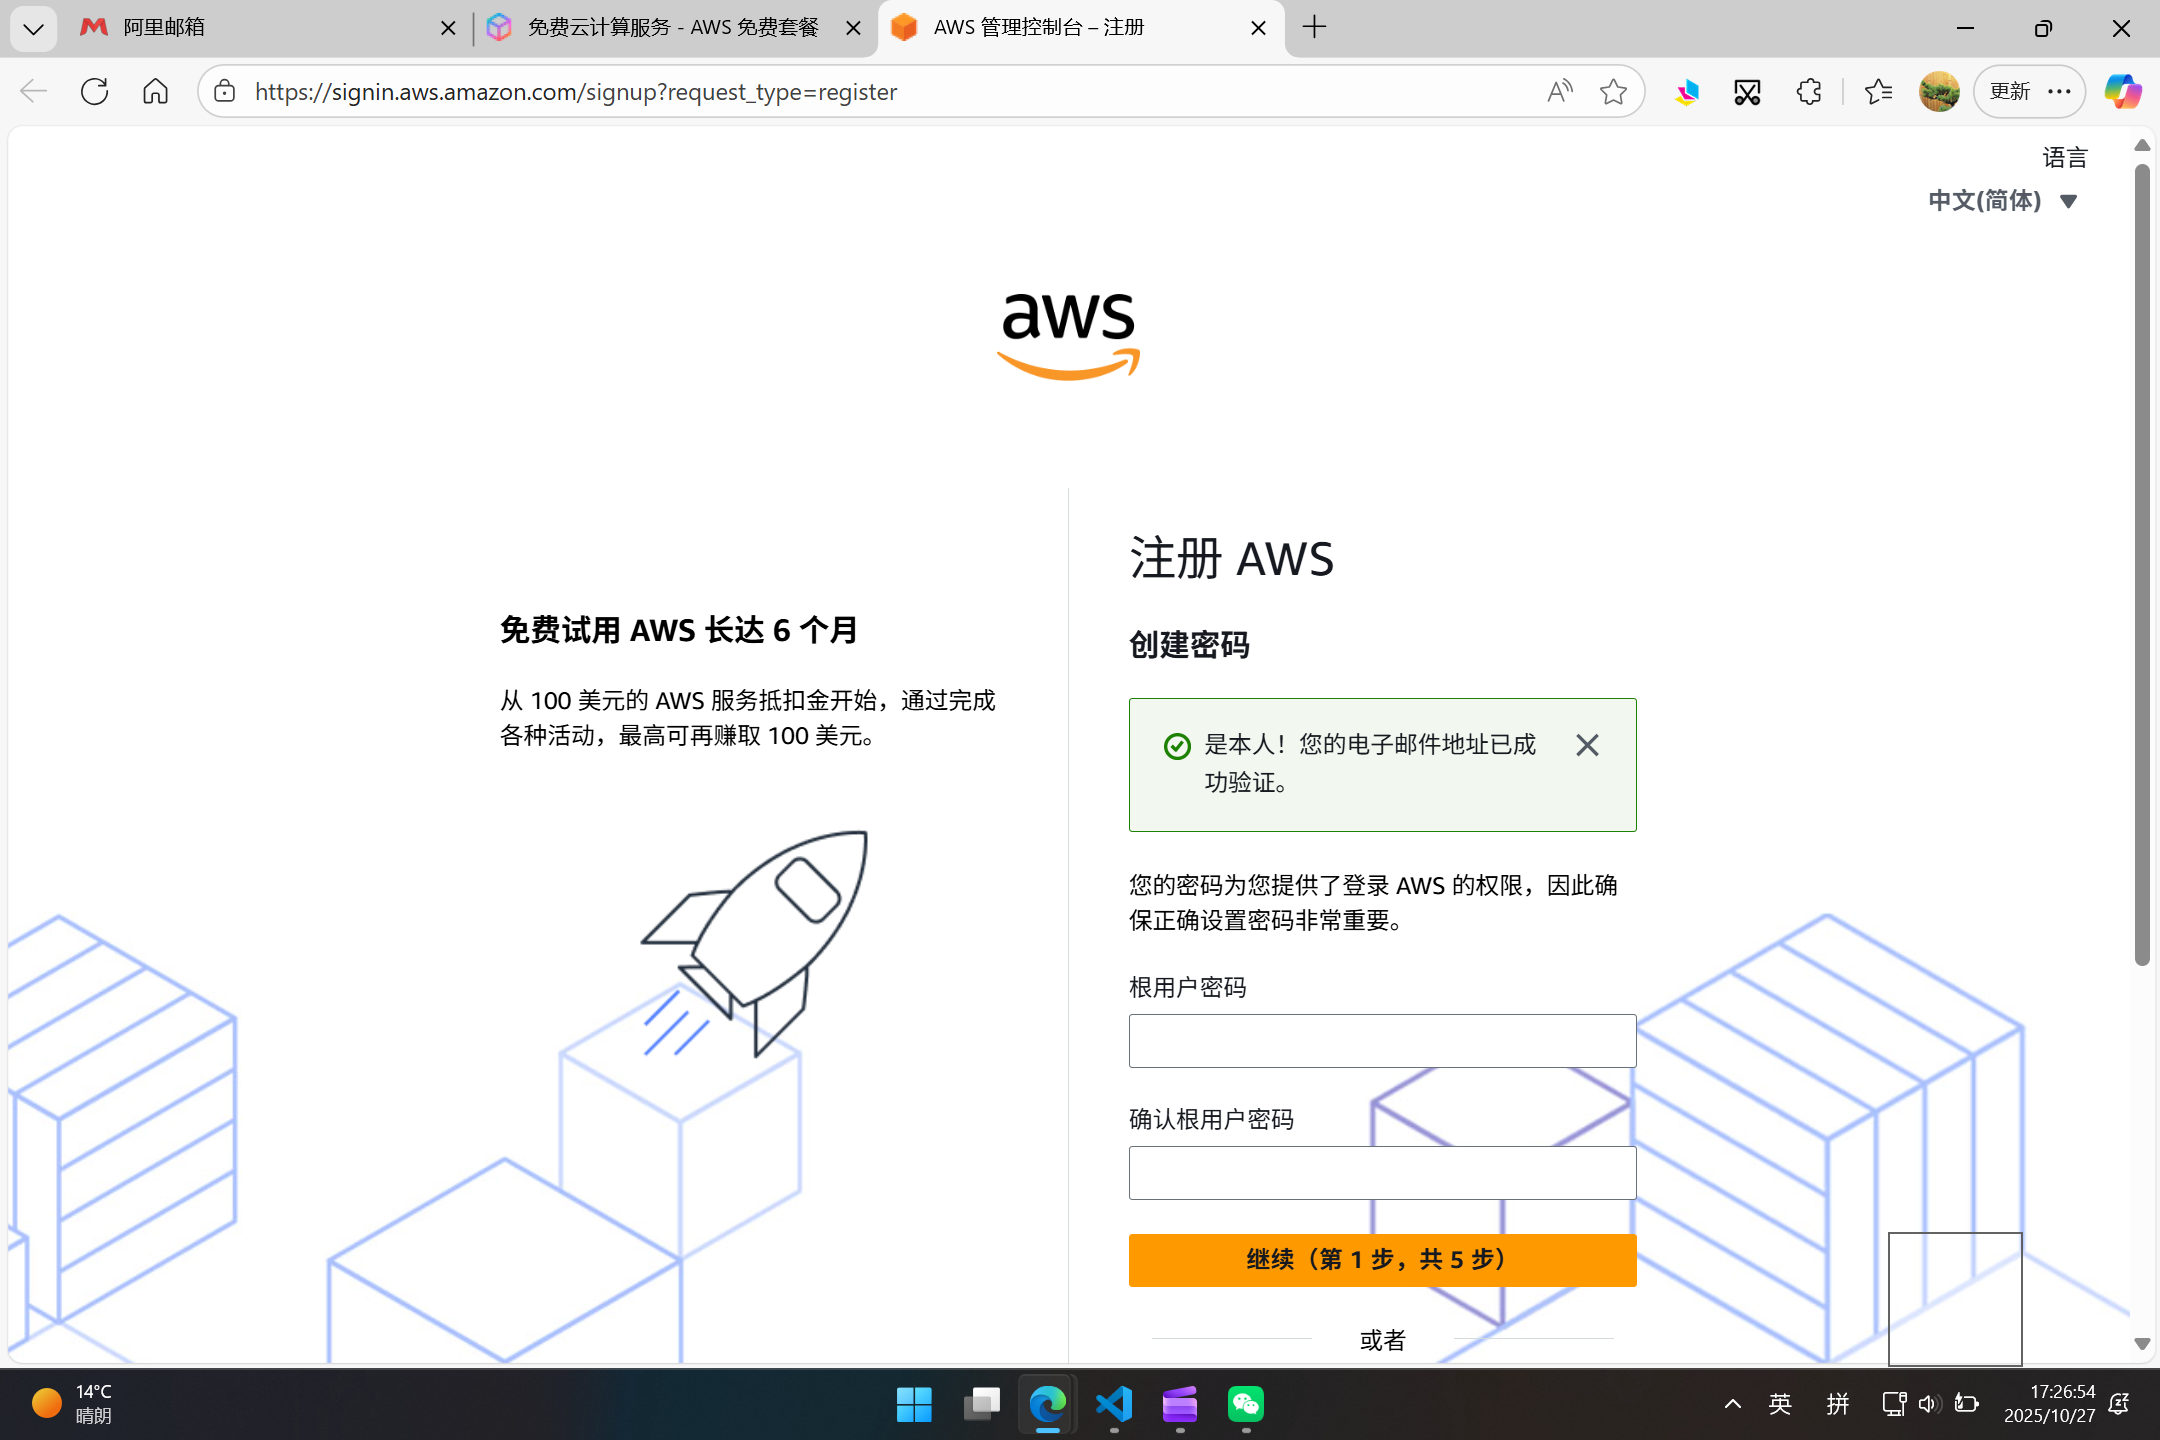 阿里邮箱
免费云计算服务 - AWS 免费套餐
AWS 管理控制台 – 注册
https://signin.aws.amazon.com/signup?request_type=register
更新
语言
中文(简体)
aws
免费试用 AWS 长达 6 个月
从 100 美元的 AWS 服务抵扣金开始，通过完成
各种活动，最高可再赚取 100 美元。
注册 AWS
创建密码
是本人！您的电子邮件地址已成
功验证。
您的密码为您提供了登录 AWS 的权限，因此确
保正确设置密码非常重要。
根用户密码
确认根用户密码
继续（第 1 步，共 5 步）
或者
14°C
晴朗
英
拼
17:26:54
2025/10/27